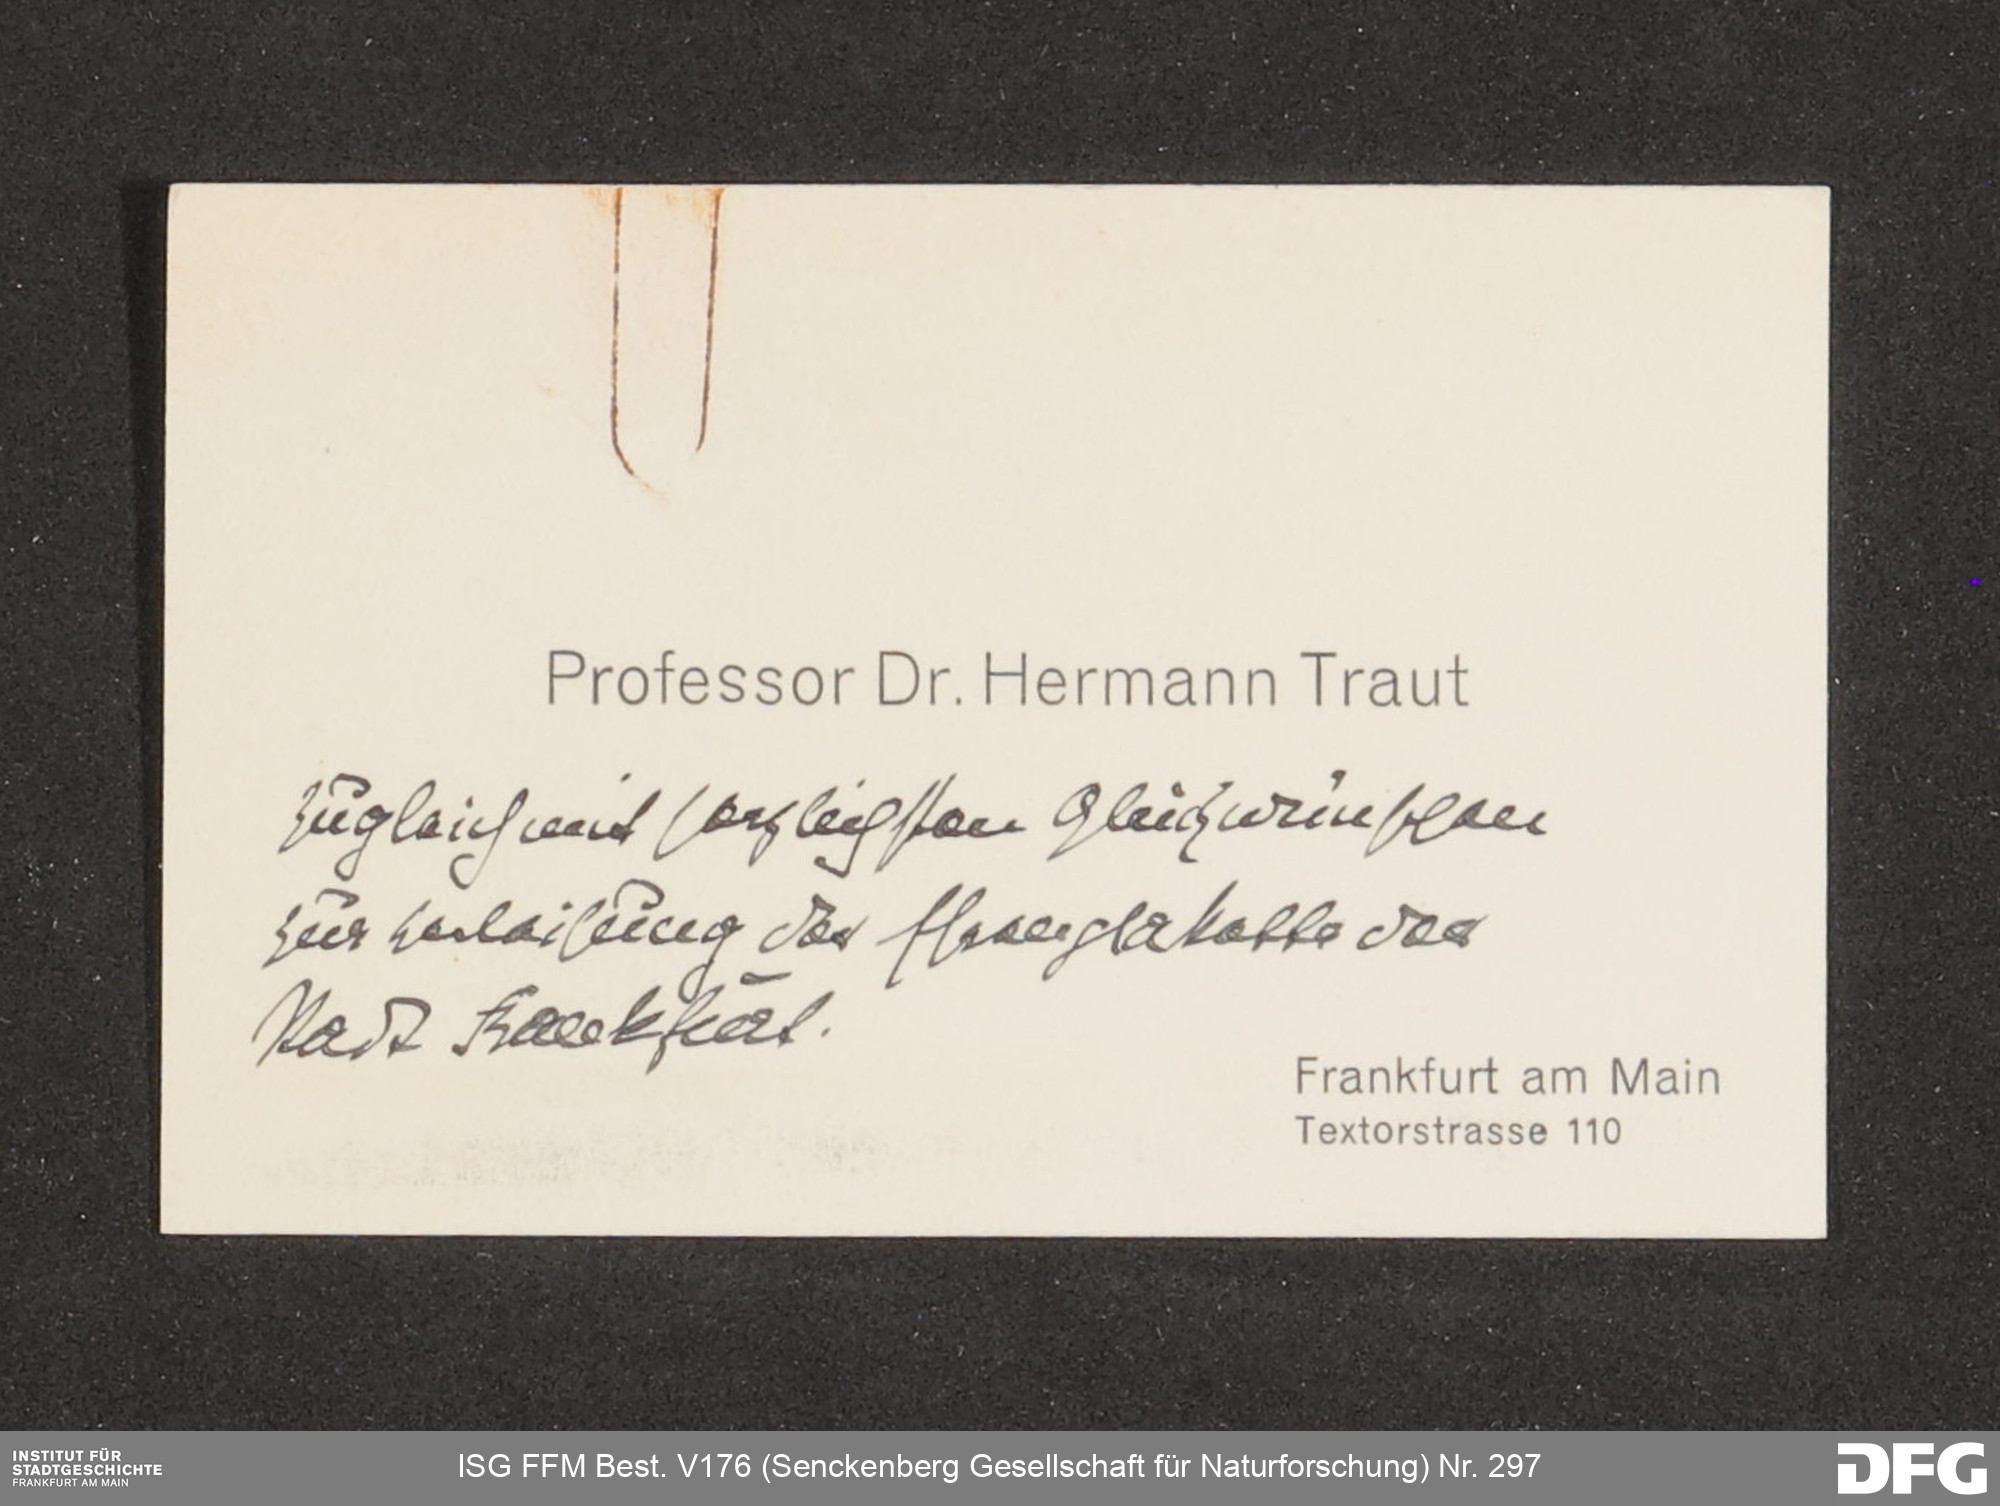 Professor Dr. Hermann Traut
zugleich mit herzlichsten Glückwünschen
zur Verleihung der Ehrenplakette der
Stadt Frankfurt.
Frankfurt am Main
Textorstrasse 110
INSTITUT FÜR
STADTGESCHICHTE
FRANKFURT AM MAIN
ISG FFM Best. V176 (Senckenberg Gesellschaft für Naturforschung) Nr. 297
DFG